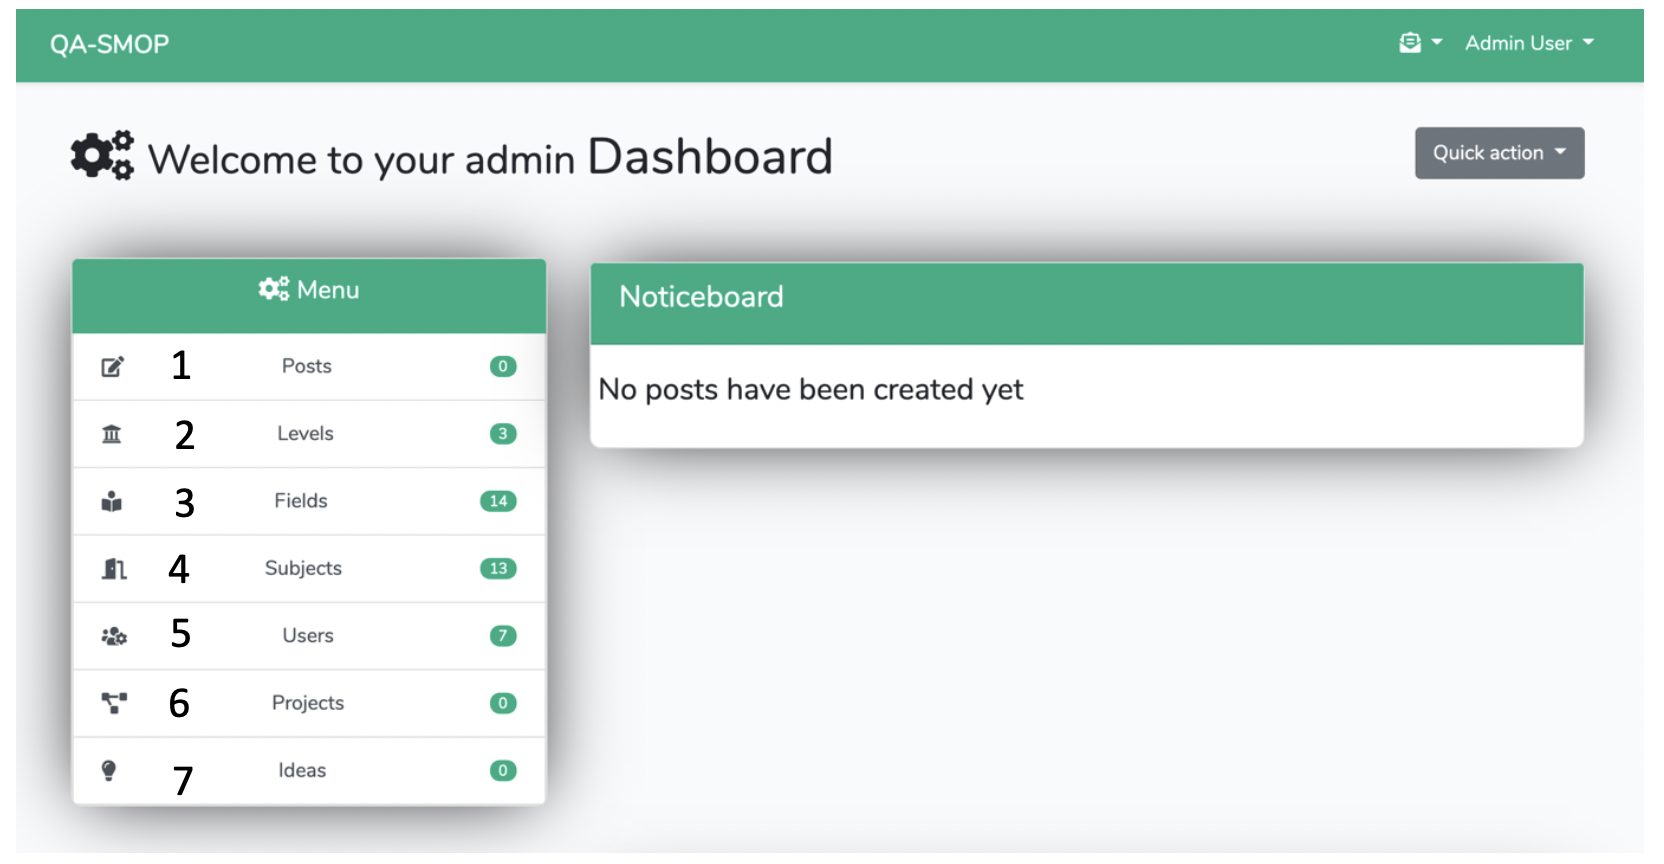 QA-SMOP
Admin User
Welcome to your admin Dashboard
Quick action
Menu
1 Posts 0
2 Levels 3
3 Fields 14
4 Subjects 13
5 Users 7
6 Projects 0
7 Ideas 0
Noticeboard
No posts have been created yet